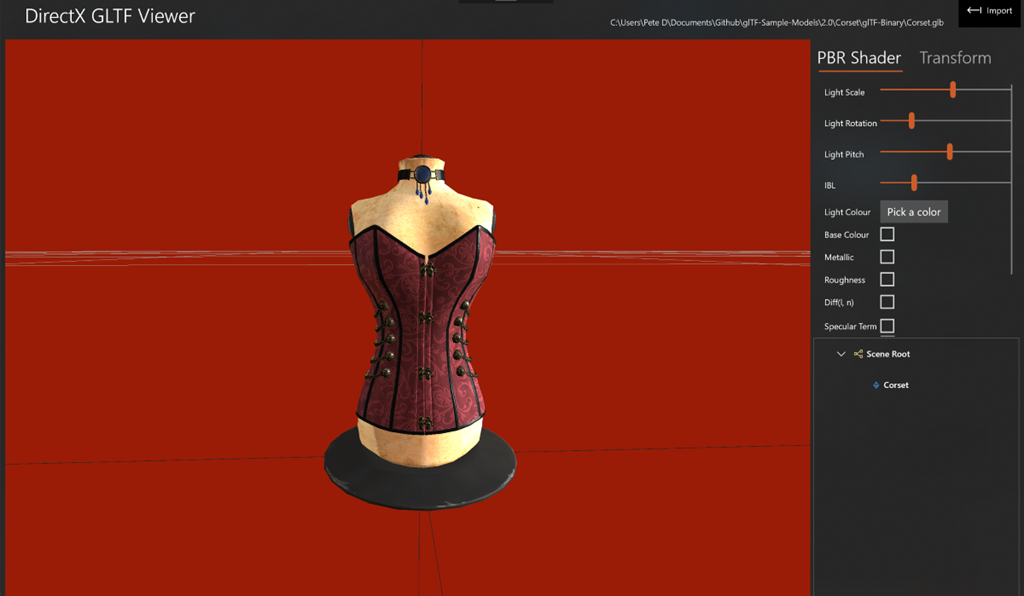 DirectX GLTF Viewer
C:\Users\Pete D\Documents\Github\glTF-Sample-Models\2.0\Corset\glTF-Binary\Corset.glb
Import
PBR Shader Transform
Light Scale
Light Rotation
Light Pitch
IBL
Light Colour Pick a color
Base Colour
Metallic
Roughness
Diff(l, n)
Specular Term
Scene Root
Corset